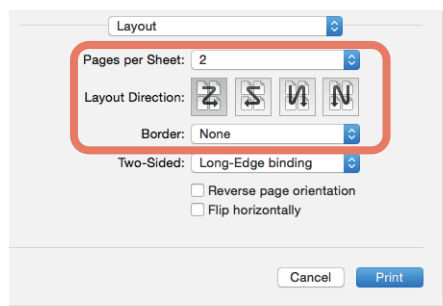 Layout
Pages per Sheet: 2
Layout Direction:
Border: None
Two-Sided: Long-Edge binding
Reverse page orientation
Flip horizontally
Cancel Print